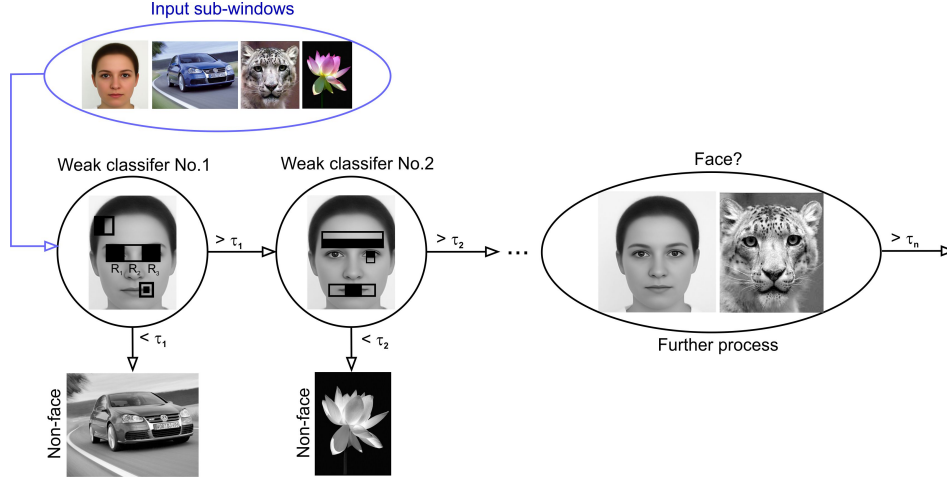 Input sub-windows
Weak classifer No.1
Weak classifer No.2
Face?
> τ1
> τ2
...
> τn
R1 R2 R3
< τ1
< τ2
Further process
Non-face
Non-face